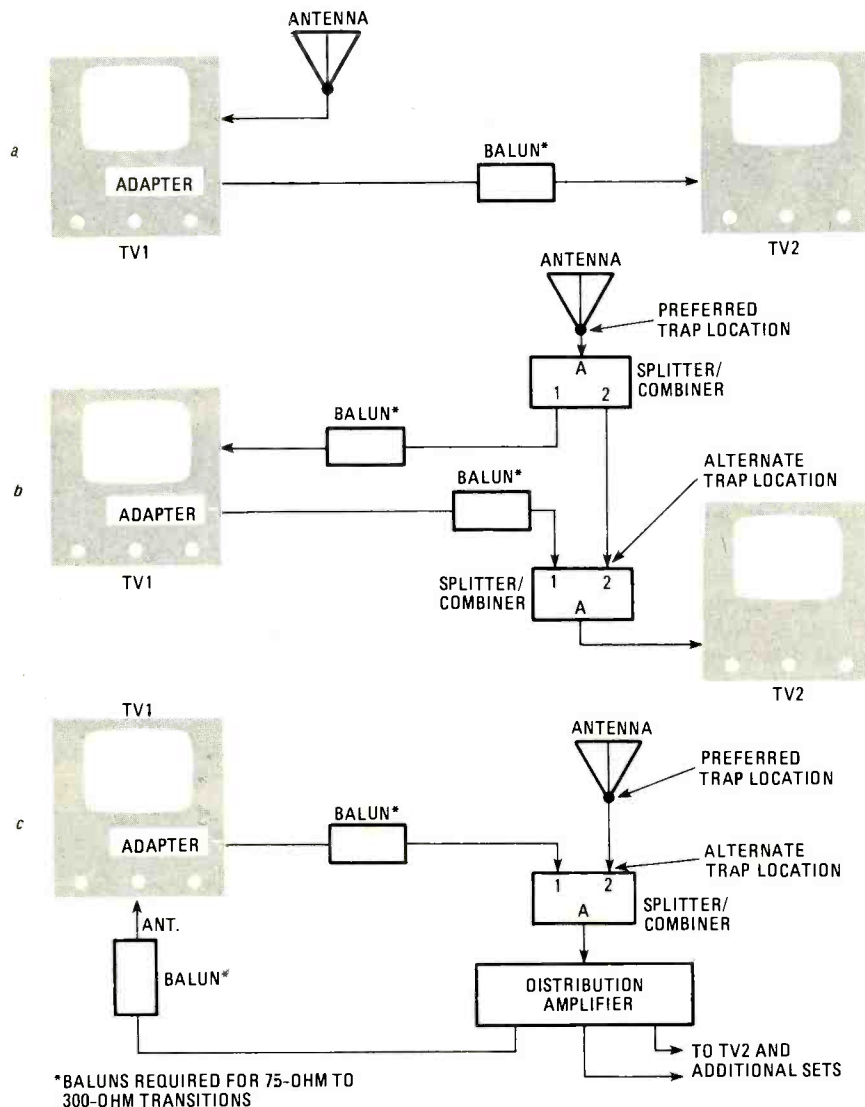 ANTENNA
a
BALUN*
ADAPTER
TV1
TV2
ANTENNA
PREFERRED
TRAP LOCATION
A
1 2
SPLITTER/
COMBINER
BALUN*
ALTERNATE
TRAP LOCATION
BALUN*
b
ADAPTER
TV1
1 2
A
SPLITTER/
COMBINER
TV2
TV1
ANTENNA
PREFERRED
TRAP LOCATION
c
BALUN*
ADAPTER
ALTERNATE
TRAP LOCATION
1 2
A
SPLITTER/
COMBINER
ANT.
BALUN*
DISTRIBUTION
AMPLIFIER
TO TV2 AND
ADDITIONAL SETS
*BALUNS REQUIRED FOR 75-OHM TO
300-OHM TRANSITIONS